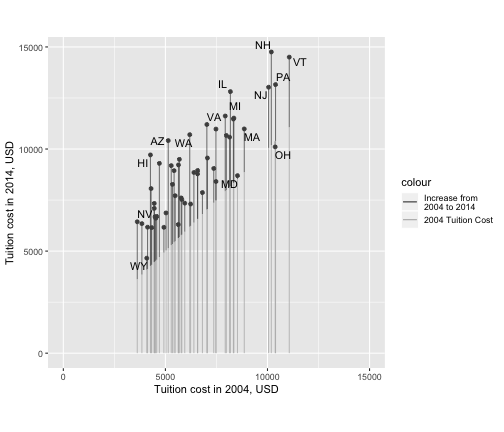 15000
10000
5000
0
Tuition cost in 2014, USD
NH
VT
PA
NJ
IL
MI
VA
AZ
WA
MA
OH
HI
MD
NV
WY
0
5000
10000
15000
Tuition cost in 2004, USD
colour
Increase from
2004 to 2014
2004 Tuition Cost